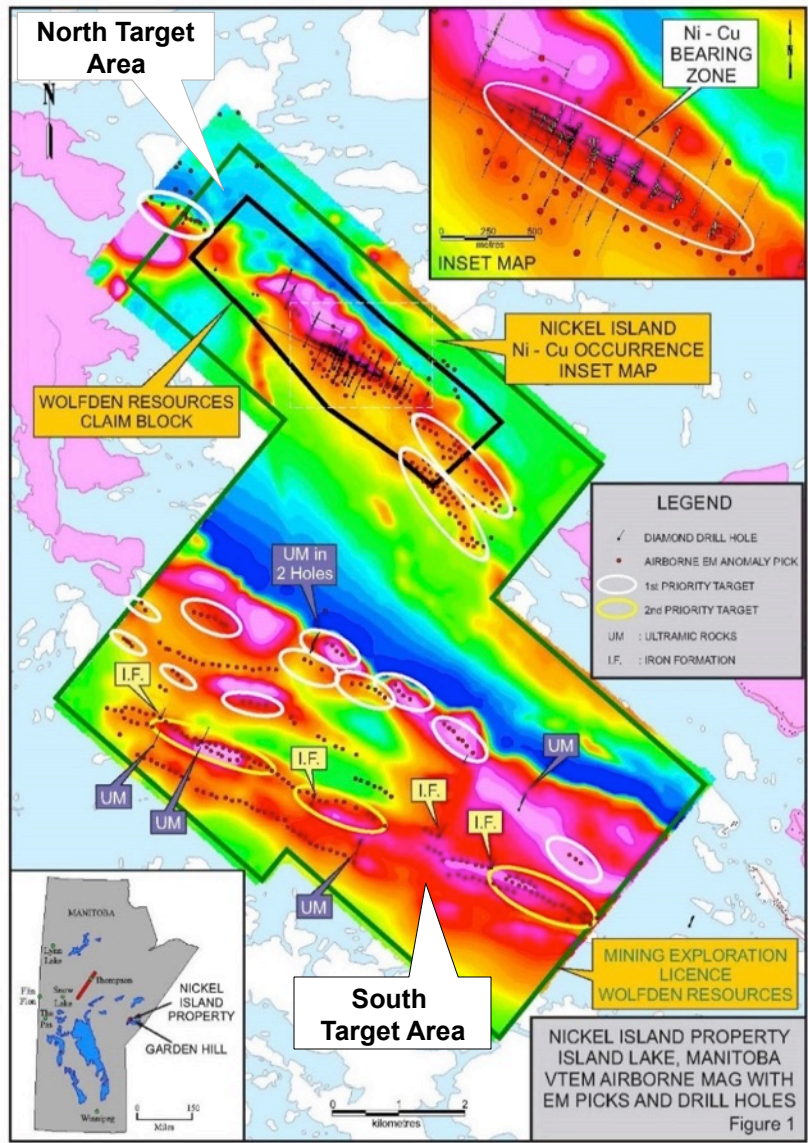 North Target
Area
N
Ni - Cu
BEARING
ZONE
0 250 500
metres
INSET MAP
NICKEL ISLAND
Ni - Cu OCCURRENCE
INSET MAP
WOLFDEN RESOURCES
CLAIM BLOCK
LEGEND
DIAMOND DRILL HOLE
AIRBORNE EM ANOMALY PICK
1st PRIORITY TARGET
2nd PRIORITY TARGET
UM : ULTRAMIC ROCKS
I.F. : IRON FORMATION
UM in
2 Holes
I.F.
UM
I.F.
I.F.
UM
UM
I.F.
UM
South
Target Area
MINING EXPLORATION
LICENCE
WOLFDEN RESOURCES
MANITOBA
Lynn
Lake
Thompson
Flin
Flon
Snow
Lake
The
Pas
NICKEL
ISLAND
PROPERTY
GARDEN HILL
Winnipeg
0 150
Miles
0 1 2
kilometres
NICKEL ISLAND PROPERTY
ISLAND LAKE, MANITOBA
VTEM AIRBORNE MAG WITH
EM PICKS AND DRILL HOLES
Figure 1